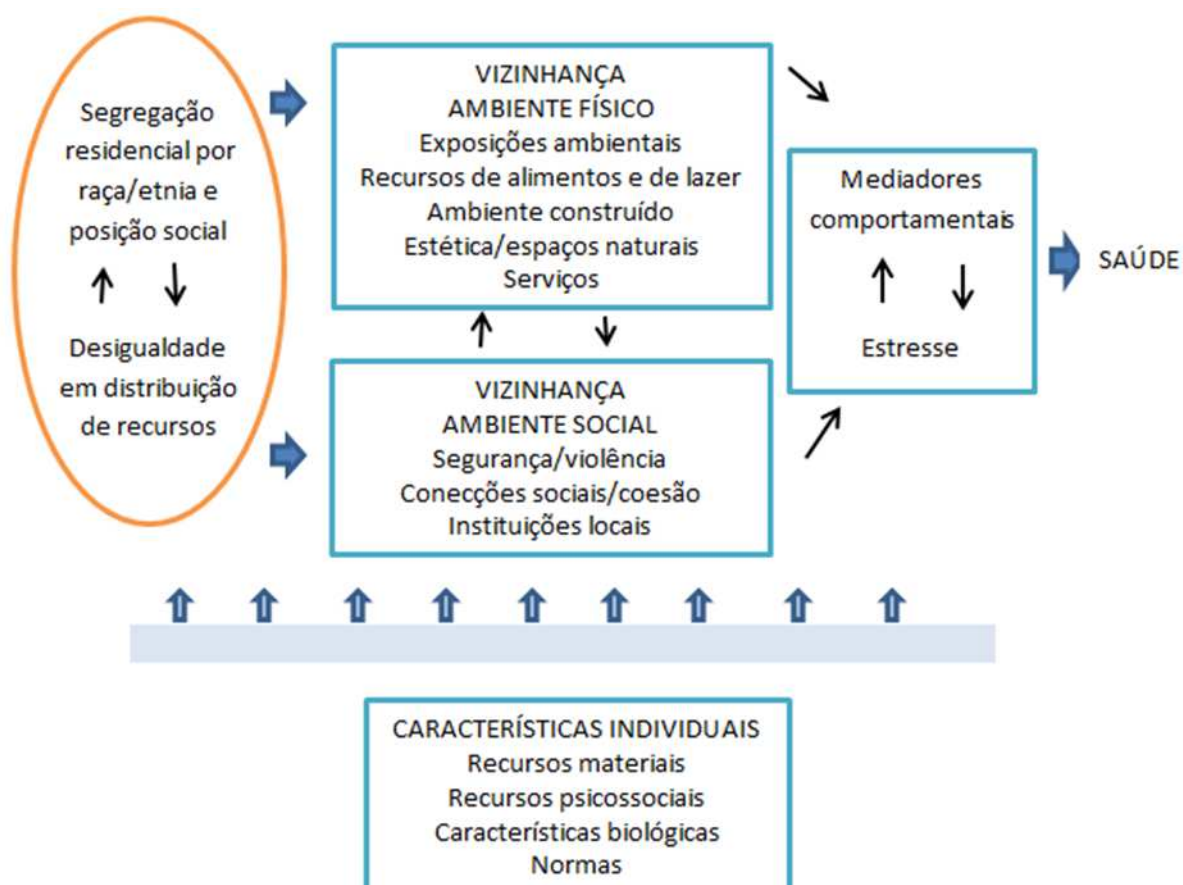 Segregação
residencial por
raça/etnia e
posição social
Desigualdade
em distribuição
de recursos
VIZINHANÇA
AMBIENTE FÍSICO
Exposições ambientais
Recursos de alimentos e de lazer
Ambiente construído
Estética/espaços naturais
Serviços
VIZINHANÇA
AMBIENTE SOCIAL
Segurança/violência
Conecções sociais/coesão
Instituições locais
Mediadores
comportamentais
Estresse
SAÚDE
CARACTERÍSTICAS INDIVIDUAIS
Recursos materiais
Recursos psicossociais
Características biológicas
Normas